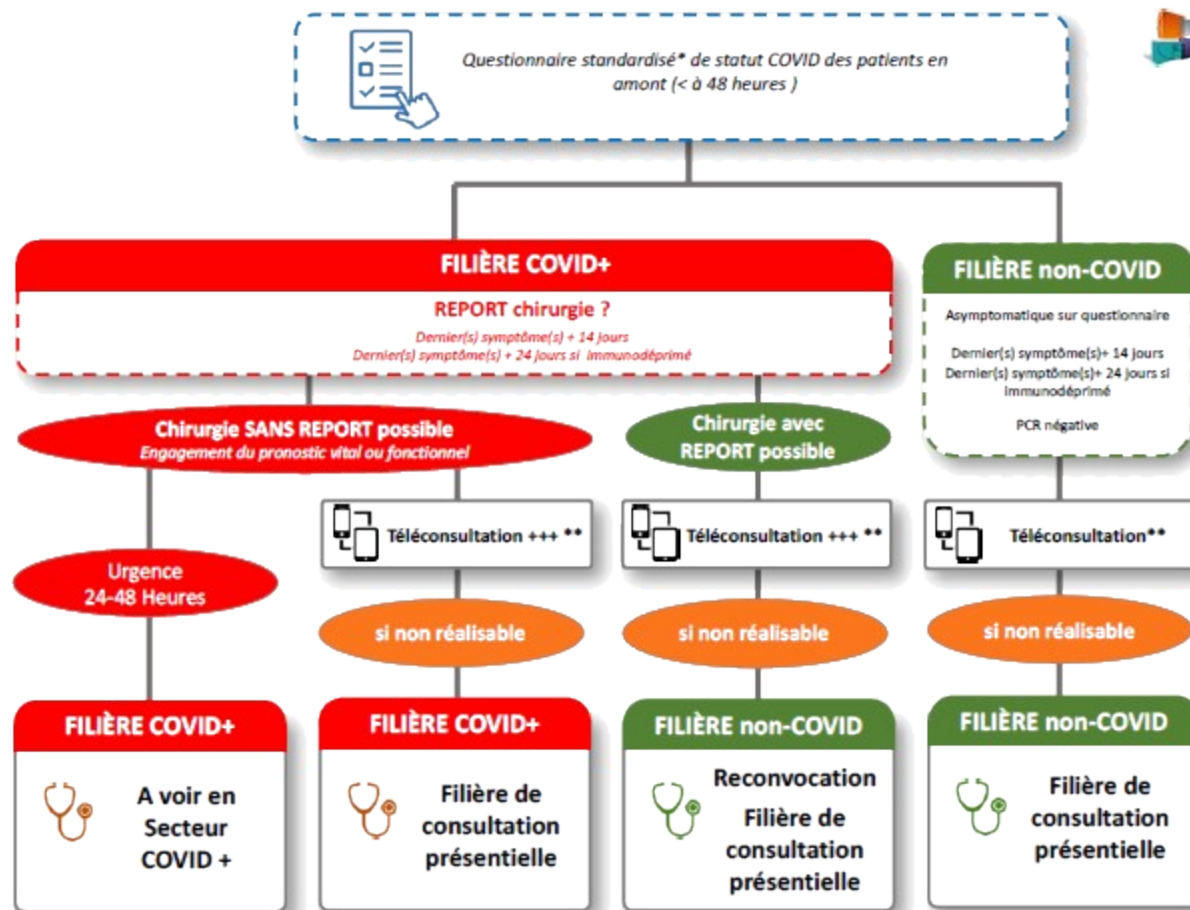 Questionnaire standardisé* de statut COVID des patients en
amont (< à 48 heures )
FILIÈRE COVID+
REPORT chirurgie ?
Dernier(s) symptôme(s) + 14 jours
Dernier(s) symptôme(s) + 24 jours si immunodéprimé
FILIÈRE non-COVID
Asymptomatique sur questionnaire
Dernier(s) symptôme(s)+ 14 jours
Dernier(s) symptôme(s)+ 24 jours si
immunodéprimé
PCR négative
Chirurgie SANS REPORT possible
Engagement du pronostic vital ou fonctionnel
Chirurgie avec
REPORT possible
Téléconsultation +++ **
Téléconsultation +++ **
Téléconsultation**
Urgence
24-48 Heures
si non réalisable
si non réalisable
si non réalisable
FILIÈRE COVID+
A voir en
Secteur
COVID +
FILIÈRE COVID+
Filière de
consultation
présentielle
FILIÈRE non-COVID
Reconvocation
Filière de
consultation
présentielle
FILIÈRE non-COVID
Filière de
consultation
présentielle